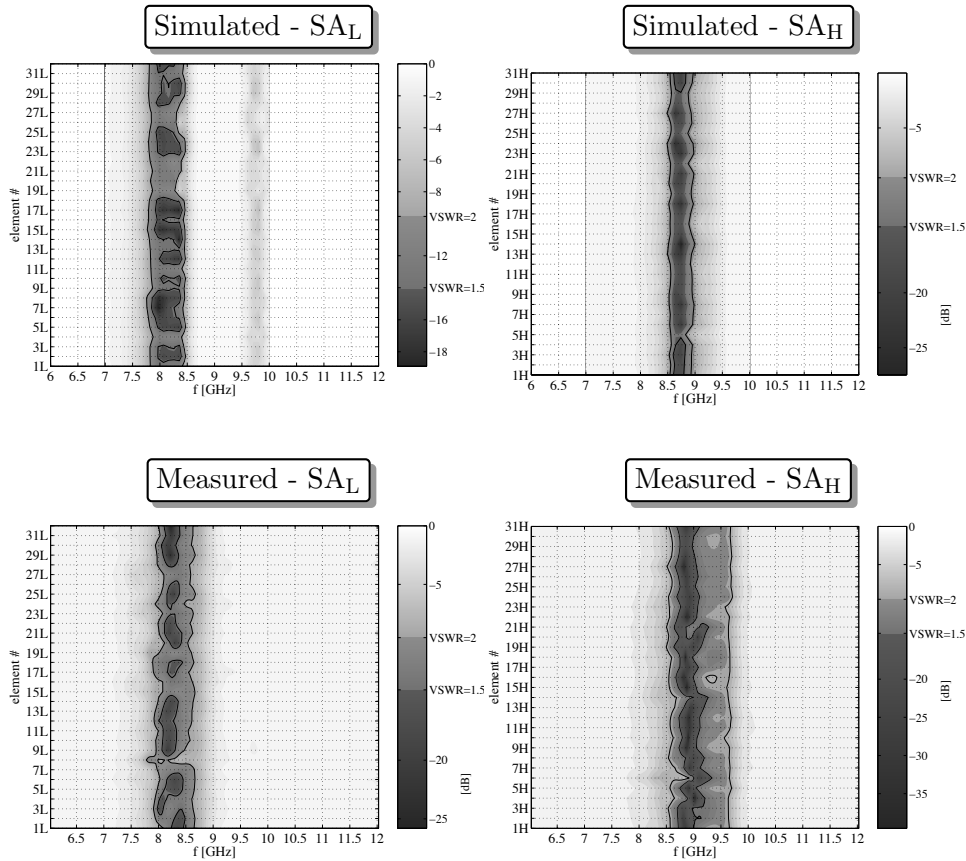 Simulated - SA_L
element #
31L
29L
27L
25L
23L
21L
19L
17L
15L
13L
11L
9L
7L
5L
3L
1L
6 6.5 7 7.5 8 8.5 9 9.5 10 10.5 11 11.5 12
f [GHz]
0
−2
−4
−6
−8
VSWR=2
−12
VSWR=1.5
−16
−18
Simulated - SA_H
element #
31H
29H
27H
25H
23H
21H
19H
17H
15H
13H
11H
9H
7H
5H
3H
1H
6 6.5 7 7.5 8 8.5 9 9.5 10 10.5 11 11.5 12
f [GHz]
−5
VSWR=2
VSWR=1.5
−20
−25
[dB]
Measured - SA_L
element #
31L
29L
27L
25L
23L
21L
19L
17L
15L
13L
11L
9L
7L
5L
3L
1L
6 6.5 7 7.5 8 8.5 9 9.5 10 10.5 11 11.5 12
f [GHz]
0
−5
VSWR=2
VSWR=1.5
−20
−25
[dB]
Measured - SA_H
element #
31H
29H
27H
25H
23H
21H
19H
17H
15H
13H
11H
9H
7H
5H
3H
1H
6 6.5 7 7.5 8 8.5 9 9.5 10 10.5 11 11.5 12
f [GHz]
0
−5
VSWR=2
VSWR=1.5
−20
−25
−30
−35
[dB]